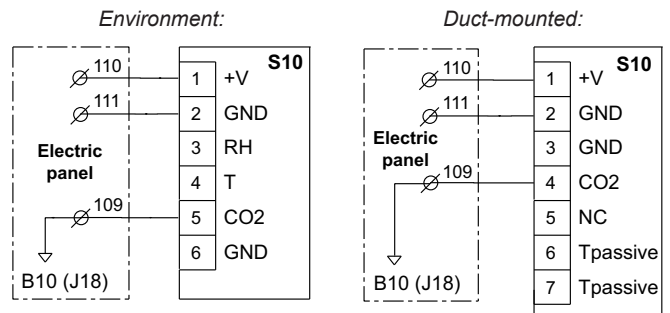 Environment:
110
111
Electric
panel
109
B10 (J18)
S10
1 +V
2 GND
3 RH
4 T
5 CO2
6 GND
Duct-mounted:
110
111
Electric
panel
109
B10 (J18)
S10
1 +V
2 GND
3 GND
4 CO2
5 NC
6 Tpassive
7 Tpassive